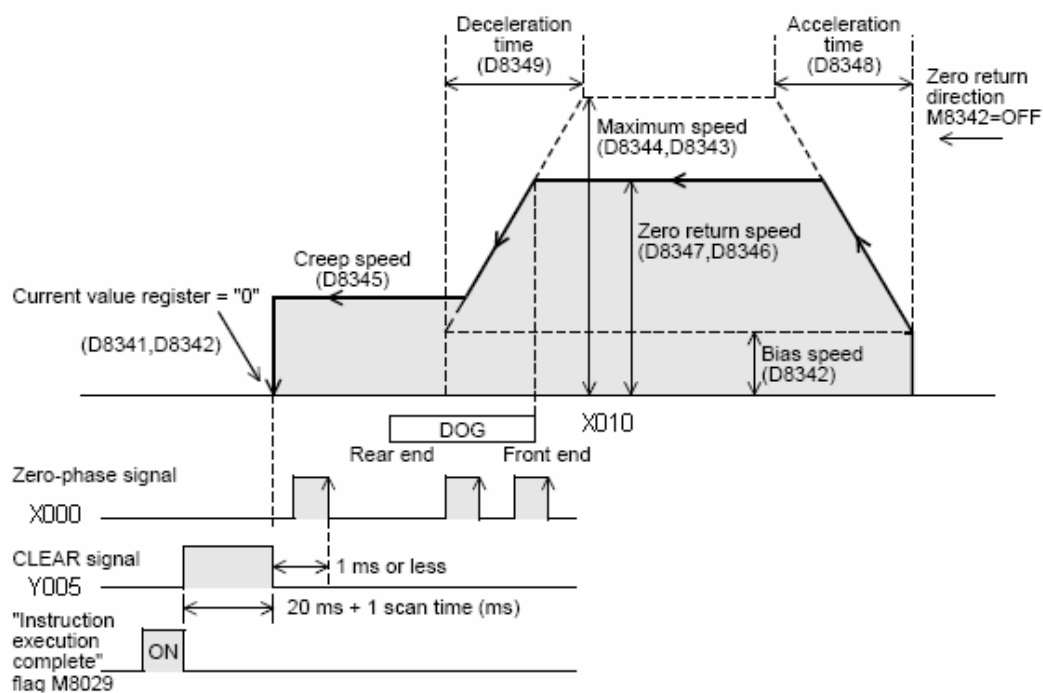 Deceleration
time
(D8349)
Acceleration
time
(D8348)
Zero return
direction
M8342=OFF
Maximum speed
(D8344,D8343)
Zero return speed
(D8347,D8346)
Creep speed
(D8345)
Current value register = "0"
(D8341,D8342)
Bias speed
(D8342)
DOG
X010
Rear end
Front end
Zero-phase signal
X000
CLEAR signal
Y005
1 ms or less
20 ms + 1 scan time (ms)
"Instruction
execution
complete"
flag M8029
ON